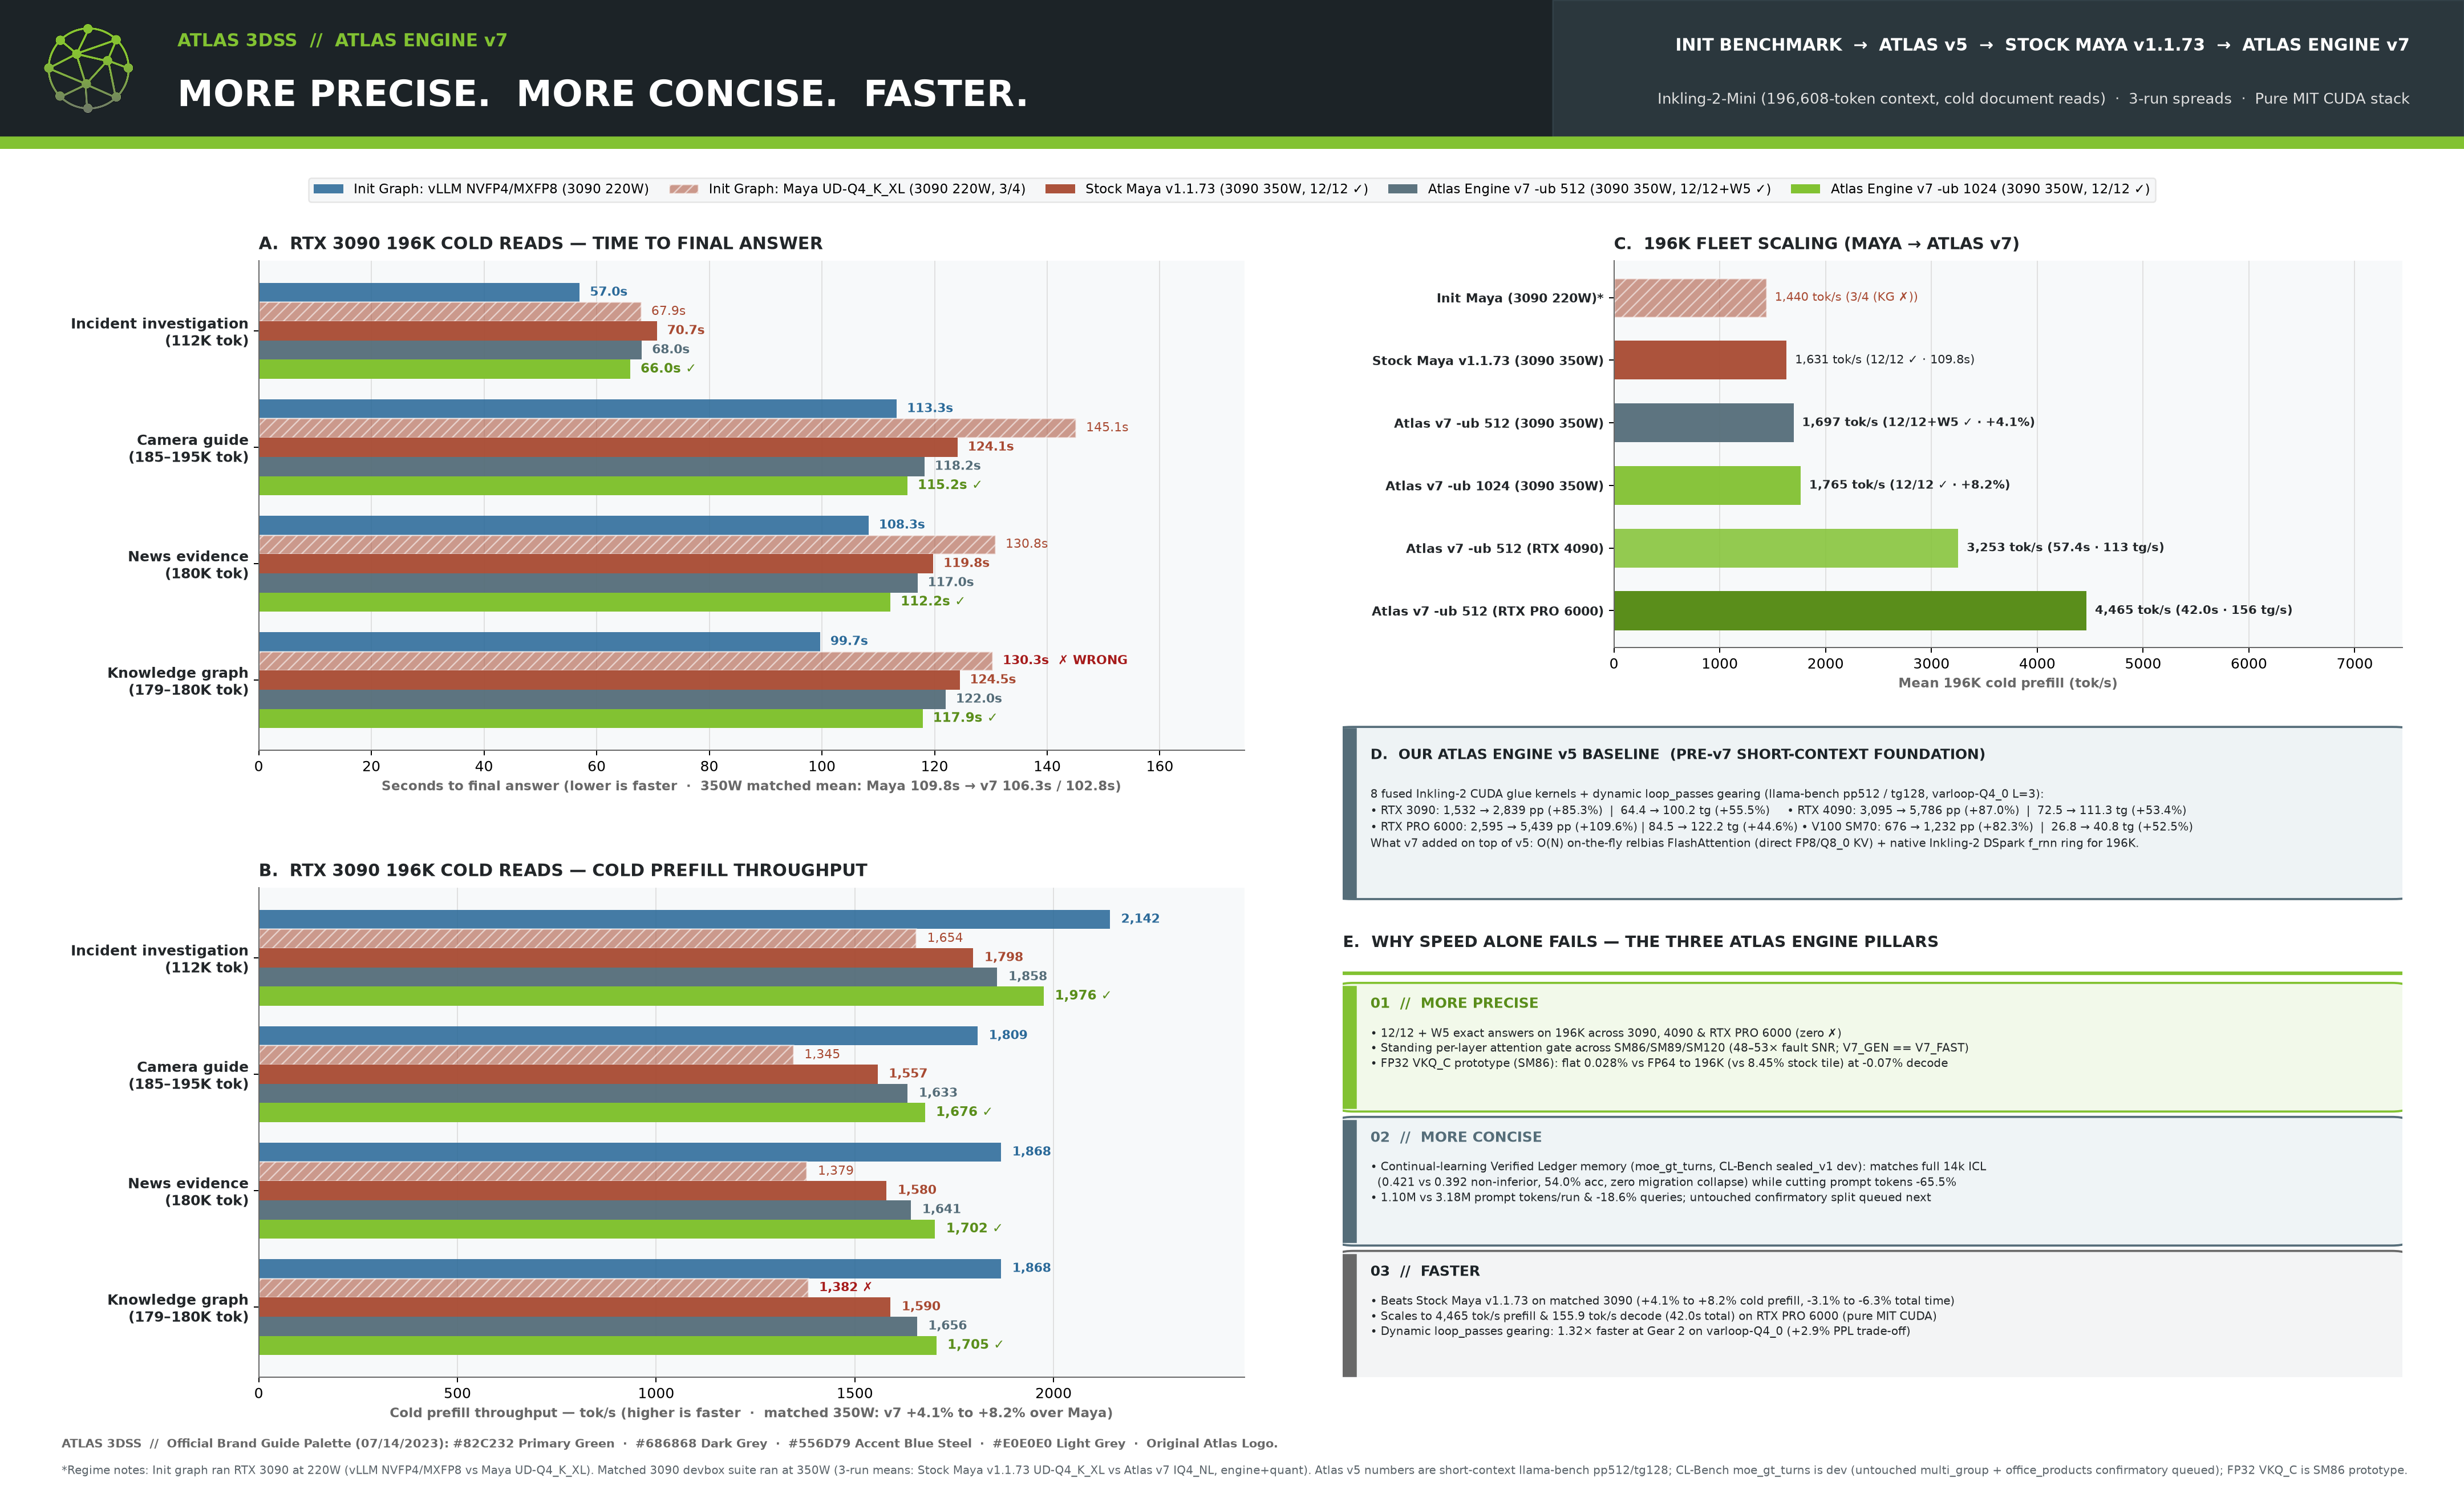 ATLAS 3DSS // ATLAS ENGINE v7
MORE PRECISE. MORE CONCISE. FASTER.
INIT BENCHMARK → ATLAS v5 → STOCK MAYA v1.1.73 → ATLAS ENGINE v7
Inkling-2-Mini (196,608-token context, cold document reads) · 3-run spreads · Pure MIT CUDA stack
Init Graph: vLLM NVFP4/MXFP8 (3090 220W)
Init Graph: Maya UD-Q4_K_XL (3090 220W, 3/4)
Stock Maya v1.1.73 (3090 350W, 12/12 ✓)
Atlas Engine v7 -ub 512 (3090 350W, 12/12+W5 ✓)
Atlas Engine v7 -ub 1024 (3090 350W, 12/12 ✓)
A. RTX 3090 196K COLD READS — TIME TO FINAL ANSWER
Incident investigation
(112K tok)
57.0s
67.9s
70.7s
68.0s
66.0s ✓
Camera guide
(185–195K tok)
113.3s
145.1s
124.1s
118.2s
115.2s ✓
News evidence
(180K tok)
108.3s
130.8s
119.8s
117.0s
112.2s ✓
Knowledge graph
(179–180K tok)
99.7s
130.3s ✗ WRONG
124.5s
122.0s
117.9s ✓
0 20 40 60 80 100 120 140 160
Seconds to final answer (lower is faster · 350W matched mean: Maya 109.8s → v7 106.3s / 102.8s)
B. RTX 3090 196K COLD READS — COLD PREFILL THROUGHPUT
Incident investigation
(112K tok)
2,142
1,654
1,798
1,858
1,976 ✓
Camera guide
(185–195K tok)
1,809
1,345
1,557
1,633
1,676 ✓
News evidence
(180K tok)
1,868
1,379
1,580
1,641
1,702 ✓
Knowledge graph
(179–180K tok)
1,868
1,382 ✗
1,590
1,656
1,705 ✓
0 500 1000 1500 2000
Cold prefill throughput — tok/s (higher is faster · matched 350W: v7 +4.1% to +8.2% over Maya)
C. 196K FLEET SCALING (MAYA → ATLAS v7)
Init Maya (3090 220W)*
1,440 tok/s (3/4 (KG ✗))
Stock Maya v1.1.73 (3090 350W)
1,631 tok/s (12/12 ✓ · 109.8s)
Atlas v7 -ub 512 (3090 350W)
1,697 tok/s (12/12+W5 ✓ · +4.1%)
Atlas v7 -ub 1024 (3090 350W)
1,765 tok/s (12/12 ✓ · +8.2%)
Atlas v7 -ub 512 (RTX 4090)
3,253 tok/s (57.4s · 113 tg/s)
Atlas v7 -ub 512 (RTX PRO 6000)
4,465 tok/s (42.0s · 156 tg/s)
0 1000 2000 3000 4000 5000 6000 7000
Mean 196K cold prefill (tok/s)
D. OUR ATLAS ENGINE v5 BASELINE (PRE-v7 SHORT-CONTEXT FOUNDATION)
8 fused Inkling-2 CUDA glue kernels + dynamic loop_passes gearing (llama-bench pp512 / tg128, varloop-Q4_0 L=3):
• RTX 3090: 1,532 → 2,839 pp (+85.3%) | 64.4 → 100.2 tg (+55.5%) • RTX 4090: 3,095 → 5,786 pp (+87.0%) | 72.5 → 111.3 tg (+53.4%)
• RTX PRO 6000: 2,595 → 5,439 pp (+109.6%) | 84.5 → 122.2 tg (+44.6%) • V100 SM70: 676 → 1,232 pp (+82.3%) | 26.8 → 40.8 tg (+52.5%)
What v7 added on top of v5: O(N) on-the-fly relbias FlashAttention (direct FP8/Q8_0 KV) + native Inkling-2 DSpark f_rnn ring for 196K.
E. WHY SPEED ALONE FAILS — THE THREE ATLAS ENGINE PILLARS
01 // MORE PRECISE
• 12/12 + W5 exact answers on 196K across 3090, 4090 & RTX PRO 6000 (zero ✗)
• Standing per-layer attention gate across SM86/SM89/SM120 (48–53× fault SNR; V7_GEN == V7_FAST)
• FP32 VKQ_C prototype (SM86): flat 0.028% vs FP64 to 196K (vs 8.45% stock tile) at -0.07% decode
02 // MORE CONCISE
• Continual-learning Verified Ledger memory (moe_gt_turns, CL-Bench sealed_v1 dev): matches full 14k ICL
(0.421 vs 0.392 non-inferior, 54.0% acc, zero migration collapse) while cutting prompt tokens -65.5%
• 1.10M vs 3.18M prompt tokens/run & -18.6% queries; untouched confirmatory split queued next
03 // FASTER
• Beats Stock Maya v1.1.73 on matched 3090 (+4.1% to +8.2% cold prefill, -3.1% to -6.3% total time)
• Scales to 4,465 tok/s prefill & 155.9 tok/s decode (42.0s total) on RTX PRO 6000 (pure MIT CUDA)
• Dynamic loop_passes gearing: 1.32× faster at Gear 2 on varloop-Q4_0 (+2.9% PPL trade-off)
ATLAS 3DSS // Official Brand Guide Palette (07/14/2023): #82C232 Primary Green · #686868 Dark Grey · #556D79 Accent Blue Steel · #E0E0E0 Light Grey · Original Atlas Logo.
*Regime notes: Init graph ran RTX 3090 at 220W (vLLM NVFP4/MXFP8 vs Maya UD-Q4_K_XL). Matched 3090 devbox suite ran at 350W (3-run means: Stock Maya v1.1.73 UD-Q4_K_XL vs Atlas v7 IQ4_NL, engine+quant). Atlas v5 numbers are short-context llama-bench pp512/tg128; CL-Bench moe_gt_turns is dev (untouched multi_group + office_products confirmatory queued); FP32 VKQ_C is SM86 prototype.